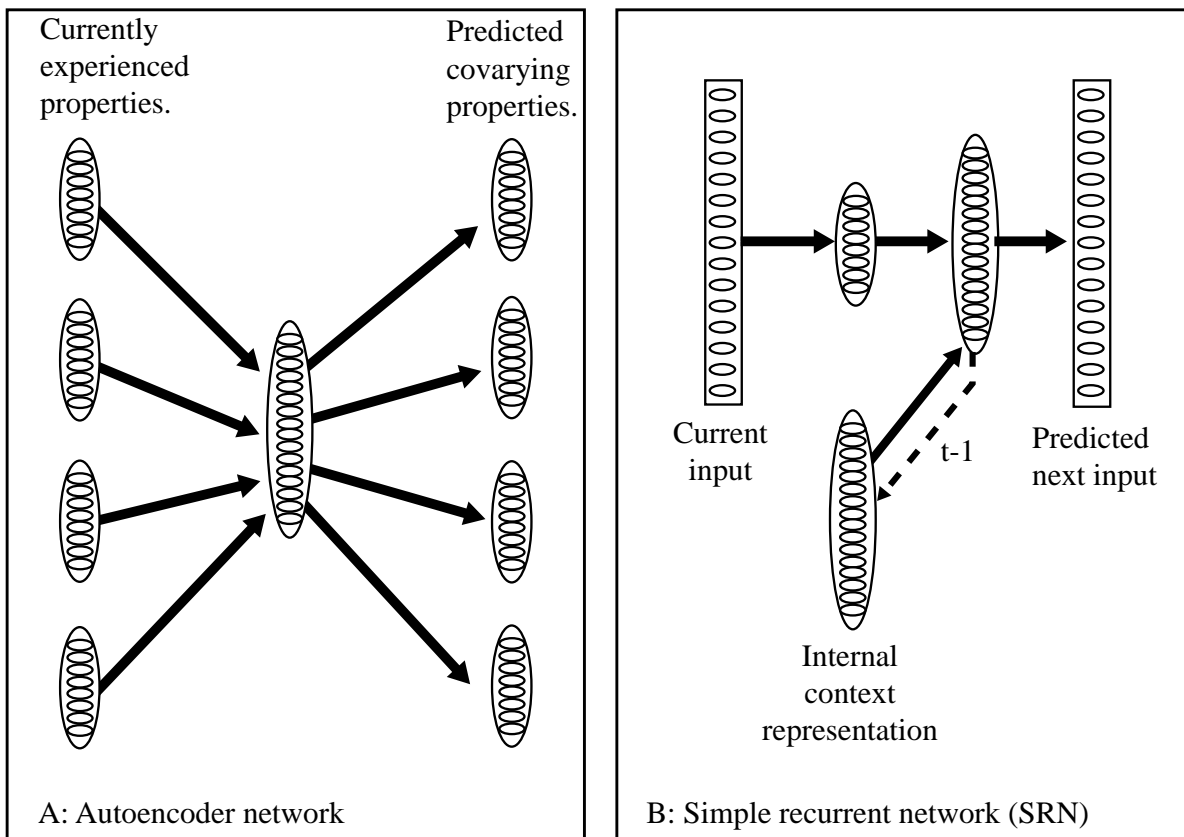 Currently
experienced
properties.
Predicted
covarying
properties.
A: Autoencoder network
Current
input
t-1
Predicted
next input
Internal
context
representation
B: Simple recurrent network (SRN)